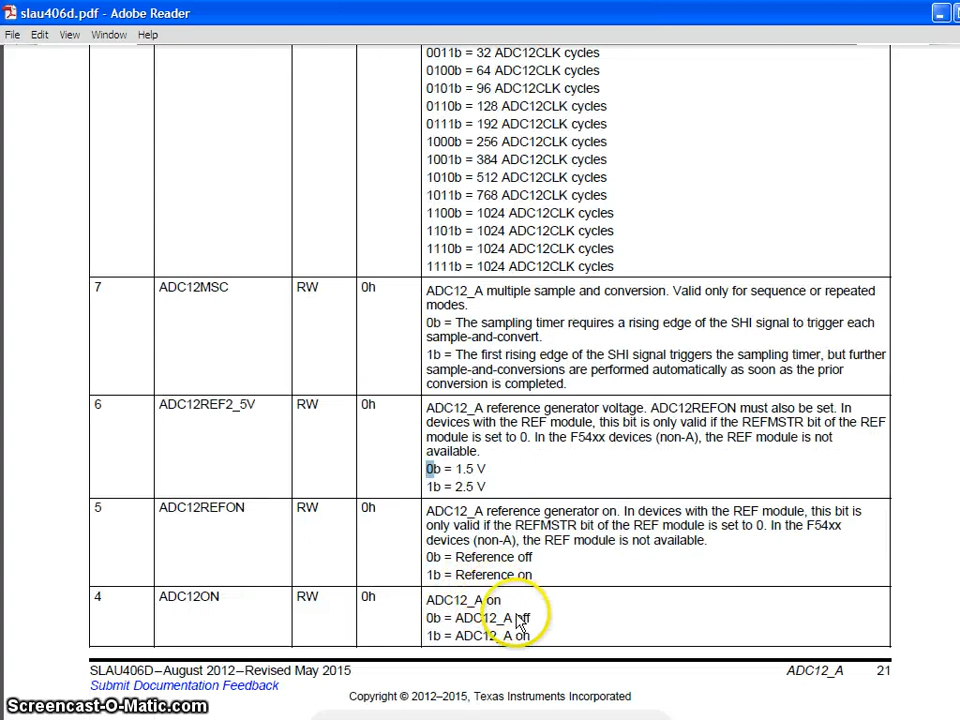 slau406d.pdf - Adobe Reader
File Edit View Window Help
0011b = 32 ADC12CLK cycles
0100b = 64 ADC12CLK cycles
0101b = 96 ADC12CLK cycles
0110b = 128 ADC12CLK cycles
0111b = 192 ADC12CLK cycles
1000b = 256 ADC12CLK cycles
1001b = 384 ADC12CLK cycles
1010b = 512 ADC12CLK cycles
1011b = 768 ADC12CLK cycles
1100b = 1024 ADC12CLK cycles
1101b = 1024 ADC12CLK cycles
1110b = 1024 ADC12CLK cycles
1111b = 1024 ADC12CLK cycles
7 ADC12MSC RW 0h ADC12_A multiple sample and conversion. Valid only for sequence or repeated
modes.
0b = The sampling timer requires a rising edge of the SHI signal to trigger each
sample-and-convert.
1b = The first rising edge of the SHI signal triggers the sampling timer, but further
sample-and-conversions are performed automatically as soon as the prior
conversion is completed.
6 ADC12REF2_5V RW 0h ADC12_A reference generator voltage. ADC12REFON must also be set. In
devices with the REF module, this bit is only valid if the REFMSTR bit of the REF
module is set to 0. In the F54xx devices (non-A), the REF module is not
available.
0b = 1.5 V
1b = 2.5 V
5 ADC12REFON RW 0h ADC12_A reference generator on. In devices with the REF module, this bit is
only valid if the REFMSTR bit of the REF module is set to 0. In the F54xx
devices (non-A), the REF module is not available.
0b = Reference off
1b = Reference on
4 ADC12ON RW 0h ADC12_A on
0b = ADC12_A off
1b = ADC12_A on
SLAU406D–August 2012–Revised May 2015 ADC12_A 21
Submit Documentation Feedback
Copyright © 2012–2015, Texas Instruments Incorporated
Screencast-O-Matic.com